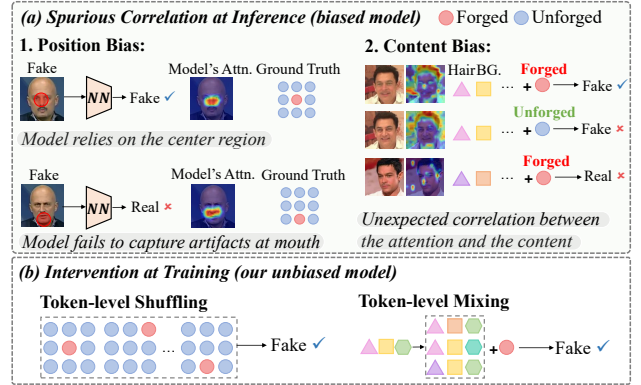 (a) Spurious Correlation at Inference (biased model)
Forged
Unforged
1. Position Bias:
Fake
NN
Fake ✓
Model's Attn. Ground Truth
Model relies on the center region
Fake
NN
Real ×
Model's Attn. Ground Truth
Model fails to capture artifacts at mouth
2. Content Bias:
Hair BG. Forged
... + Fake ✓
Unforged
... + Fake ×
Forged
... + Real ×
Unexpected correlation between
the attention and the content
(b) Intervention at Training (our unbiased model)
Token-level Shuffling
... Fake ✓
Token-level Mixing
+ Fake ✓